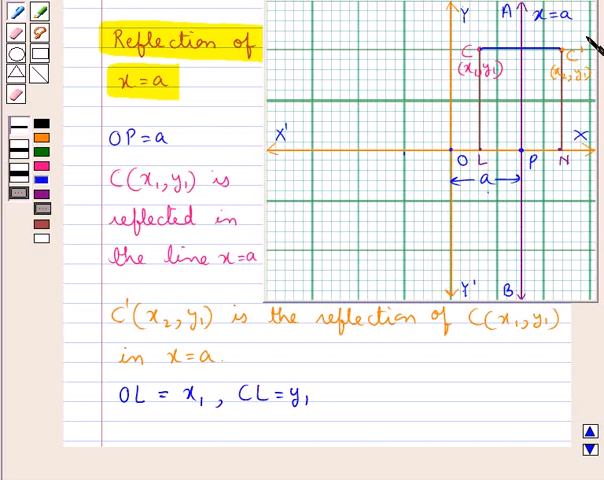 Reflection of
x=a
OP=a
C(x₁,y₁) is
reflected in
the line x=a
C'(x₂,y₁) is the reflection of C(x₁,y₁)
in x=a.
OL = x₁, CL=y₁
Y A x=a
C C'
(x₁,y₁) (x₂,y₁)
X' X
O L P N
a
Y' B